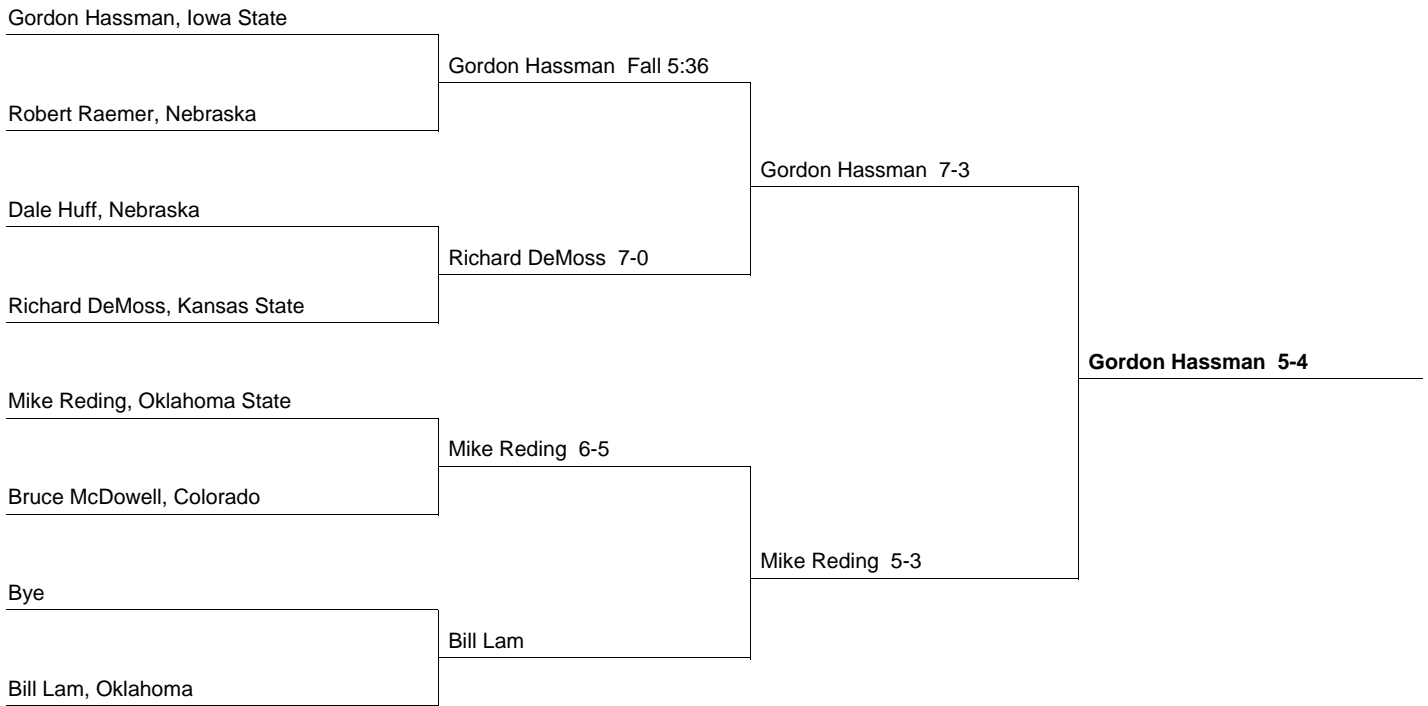 Gordon Hassman, Iowa State
Gordon Hassman  Fall 5:36
Robert Raemer, Nebraska
Gordon Hassman  7-3
Dale Huff, Nebraska
Richard DeMoss  7-0
Richard DeMoss, Kansas State
Gordon Hassman  5-4
Mike Reding, Oklahoma State
Mike Reding  6-5
Bruce McDowell, Colorado
Mike Reding  5-3
Bye
Bill Lam
Bill Lam, Oklahoma